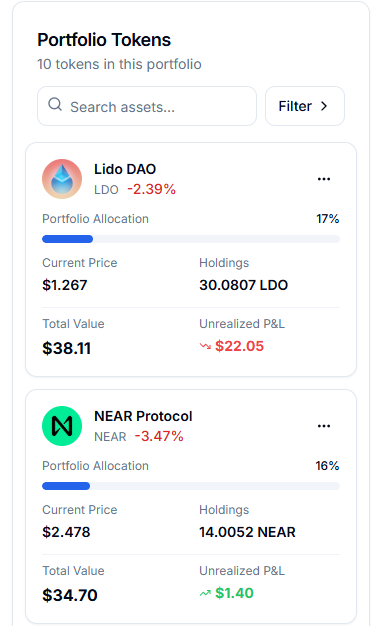 Portfolio Tokens
10 tokens in this portfolio
Search assets...
Filter
Lido DAO
LDO -2.39%
Portfolio Allocation 17%
Current Price Holdings
$1.267 30.0807 LDO
Total Value Unrealized P&L
$38.11 $22.05
NEAR Protocol
NEAR -3.47%
Portfolio Allocation 16%
Current Price Holdings
$2.478 14.0052 NEAR
Total Value Unrealized P&L
$34.70 $1.40